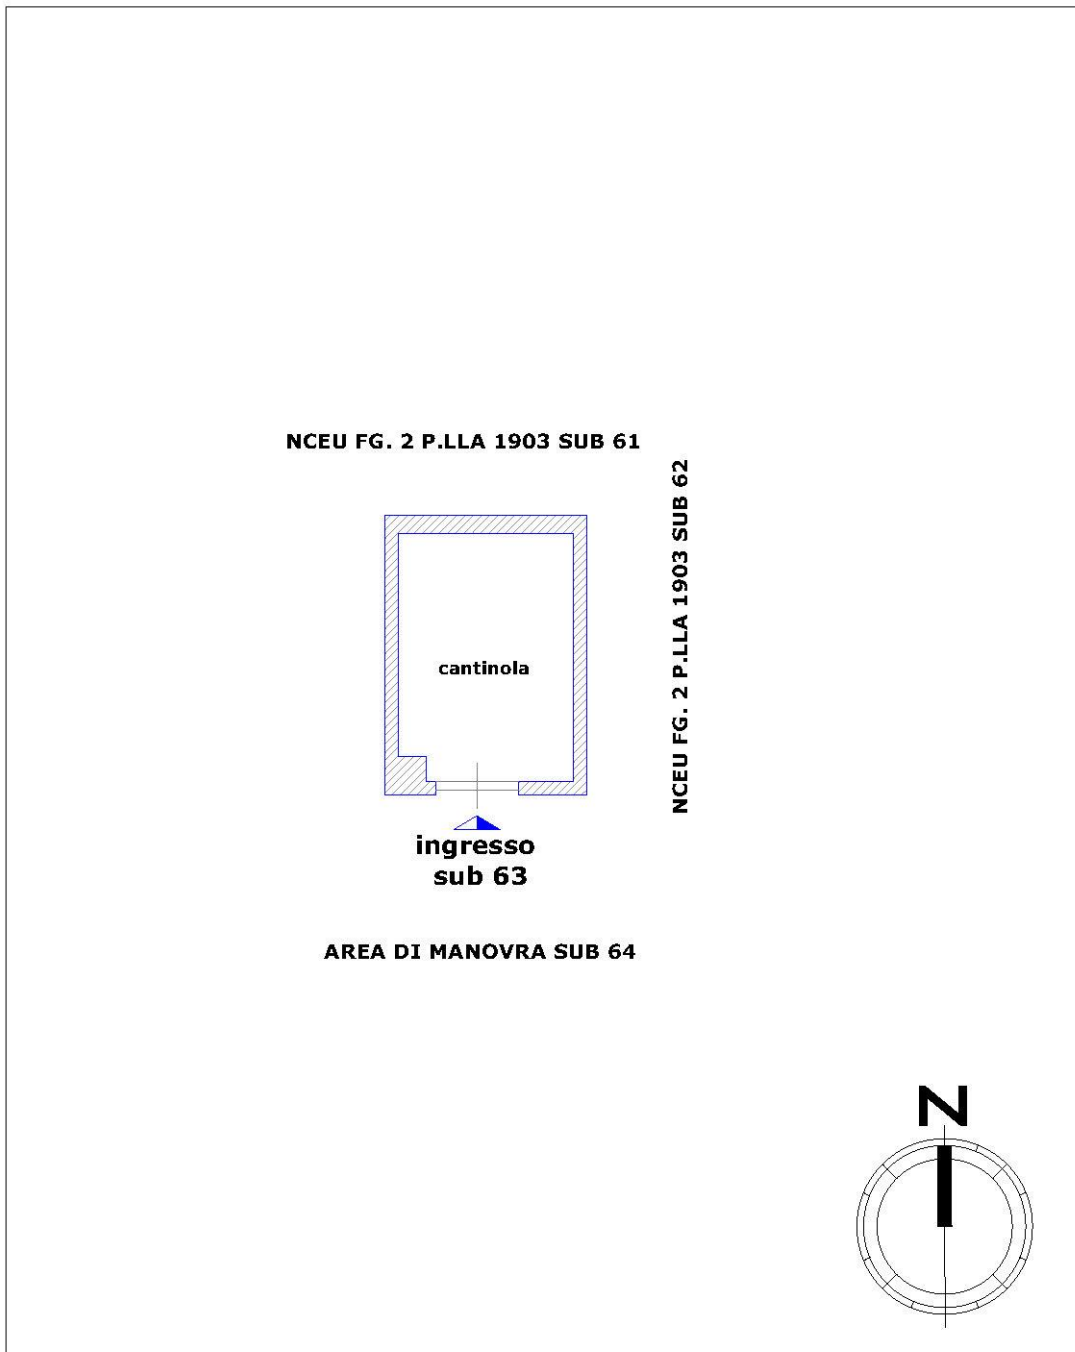 NCEU FG. 2 P.LLA 1903 SUB 61
NCEU FG. 2 P.LLA 1903 SUB 62
cantinola
ingresso
sub 63
AREA DI MANOVRA SUB 64
N